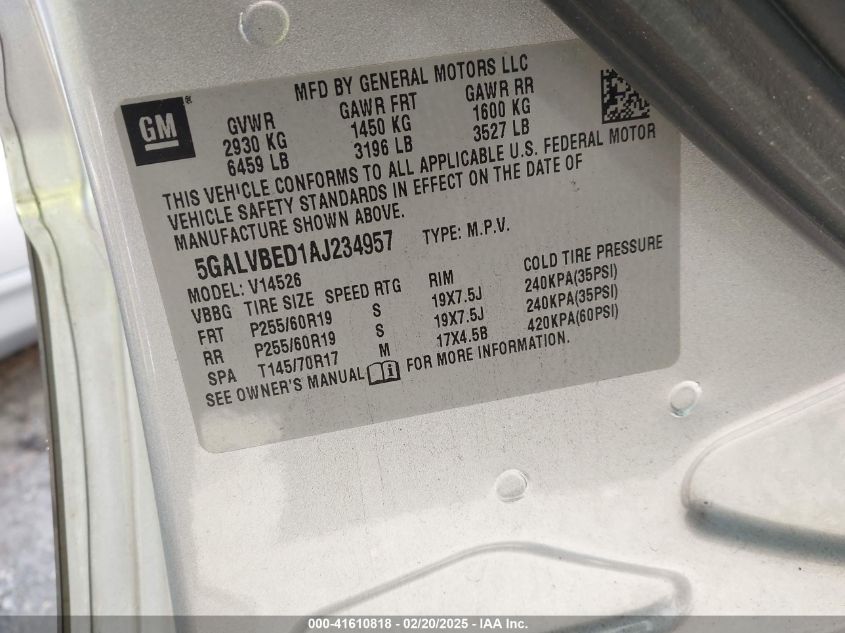 MFD BY GENERAL MOTORS LLC
GM ®
GVWR GAWR FRT GAWR RR
2930 KG 1450 KG 1600 KG
6459 LB 3196 LB 3527 LB
THIS VEHICLE CONFORMS TO ALL APPLICABLE U.S. FEDERAL MOTOR
VEHICLE SAFETY STANDARDS IN EFFECT ON THE DATE OF
MANUFACTURE SHOWN ABOVE.
5GALVBED1AJ234957 TYPE: M.P.V.
MODEL: V14526
VBBG TIRE SIZE SPEED RTG RIM COLD TIRE PRESSURE
FRT P255/60R19 S 19X7.5J 240KPA(35PSI)
RR P255/60R19 S 19X7.5J 240KPA(35PSI)
SPA T145/70R17 M 17X4.5B 420KPA(60PSI)
SEE OWNER'S MANUAL i FOR MORE INFORMATION.
000-41610818 - 02/20/2025 - IAA Inc.